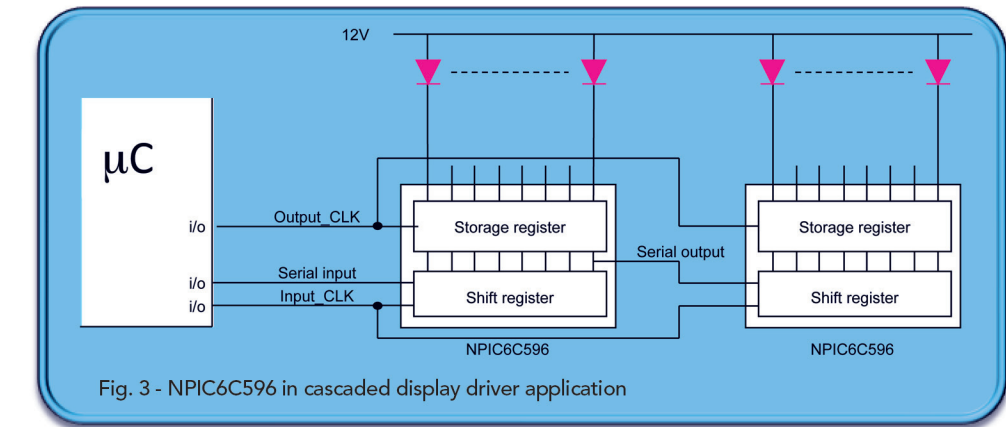 12V
μC
i/o
Output_CLK
Storage register
Storage register
Serial output
i/o
Serial input
i/o
Input_CLK
Shift register
Shift register
NPIC6C596
NPIC6C596
Fig. 3 - NPIC6C596 in cascaded display driver application